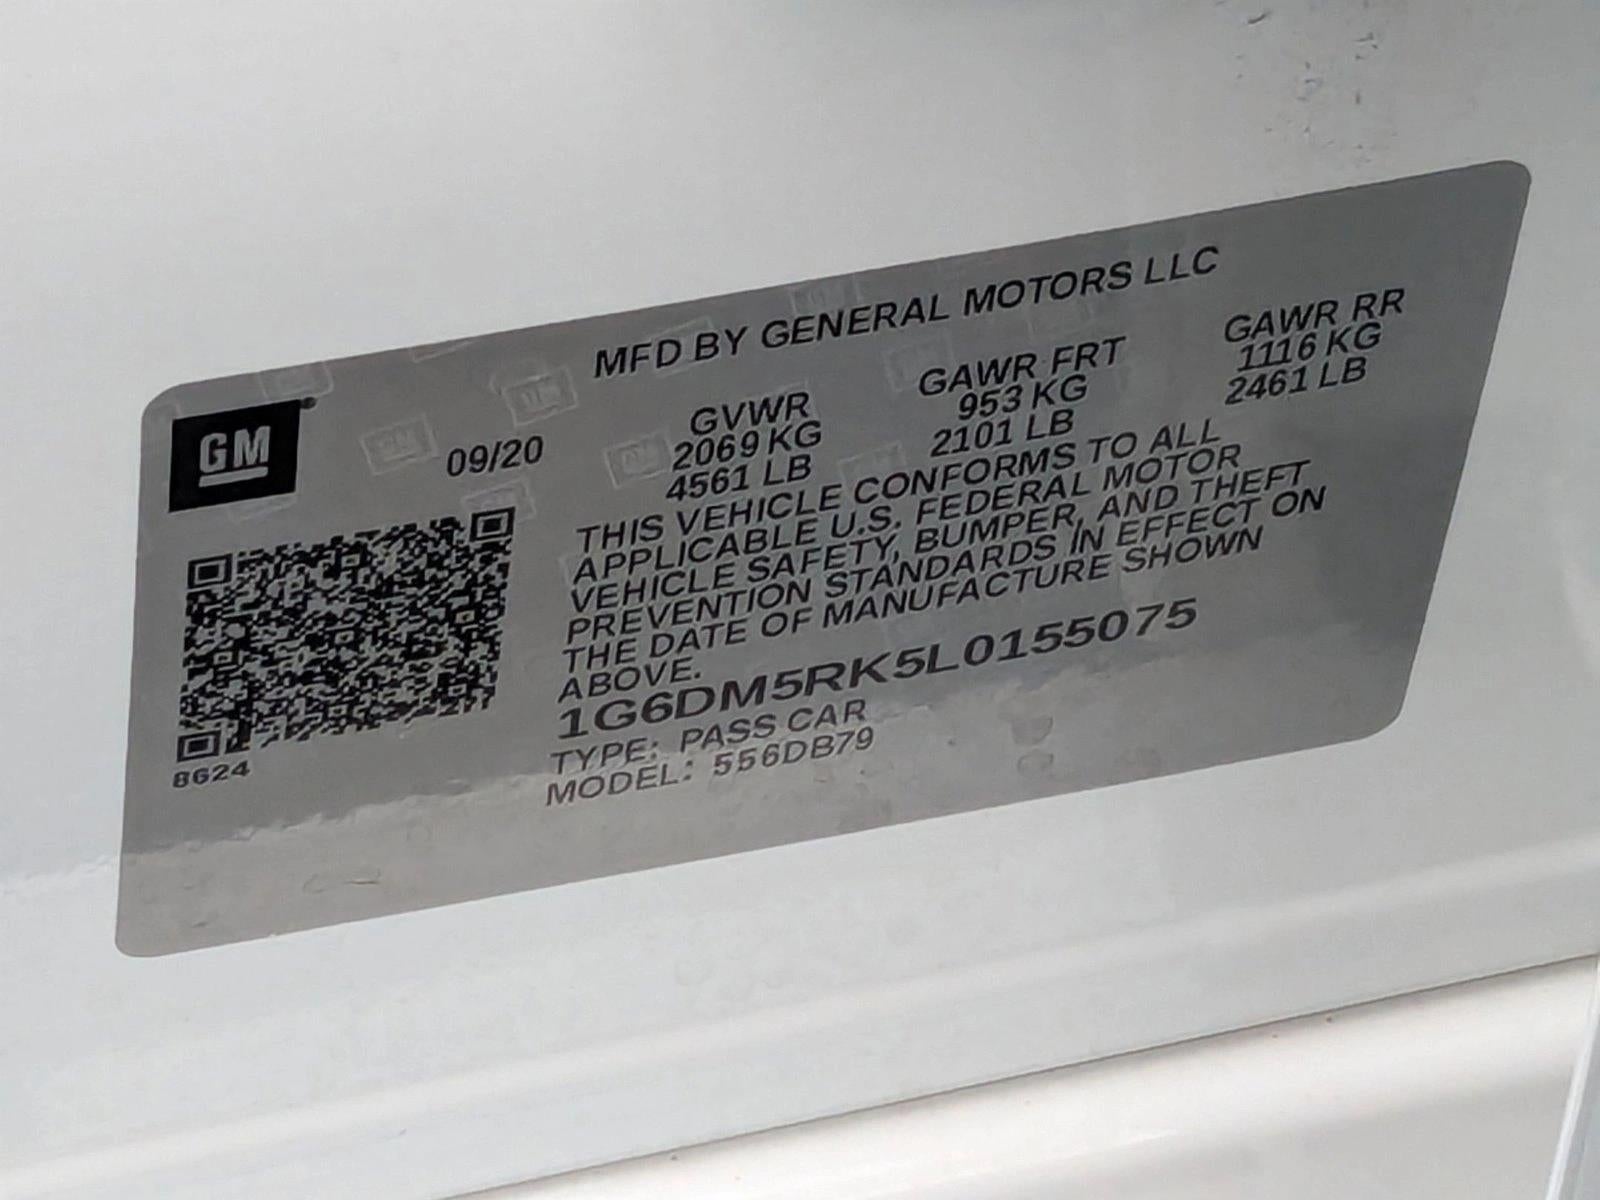 MFD BY GENERAL MOTORS LLC
GM
09/20
GVWR GAWR FRT GAWR RR
2069 KG 953 KG 1116 KG
4561 LB 2101 LB 2461 LB
THIS VEHICLE CONFORMS TO ALL
APPLICABLE U.S. FEDERAL MOTOR
VEHICLE SAFETY, BUMPER, AND THEFT
PREVENTION STANDARDS IN EFFECT ON
THE DATE OF MANUFACTURE SHOWN
ABOVE.
1G6DM5RK5L0155075
TYPE: PASS CAR
MODEL: 556DB79
8624